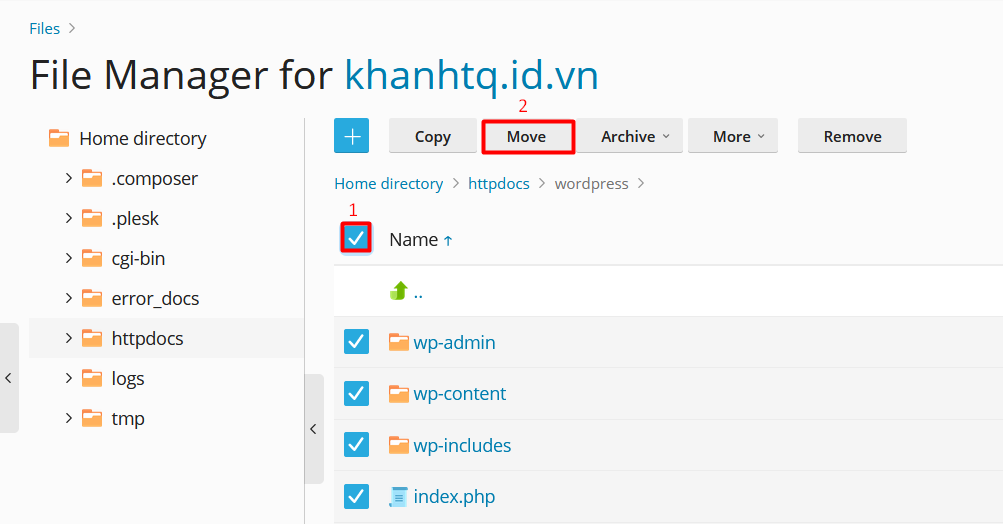 Files
File Manager for khanhtq.id.vn
2
Copy Move Archive More Remove
Home directory
.composer
.plesk
cgi-bin
error_docs
httpdocs
logs
tmp
Home directory httpdocs wordpress
1
Name
..
wp-admin
wp-content
wp-includes
index.php